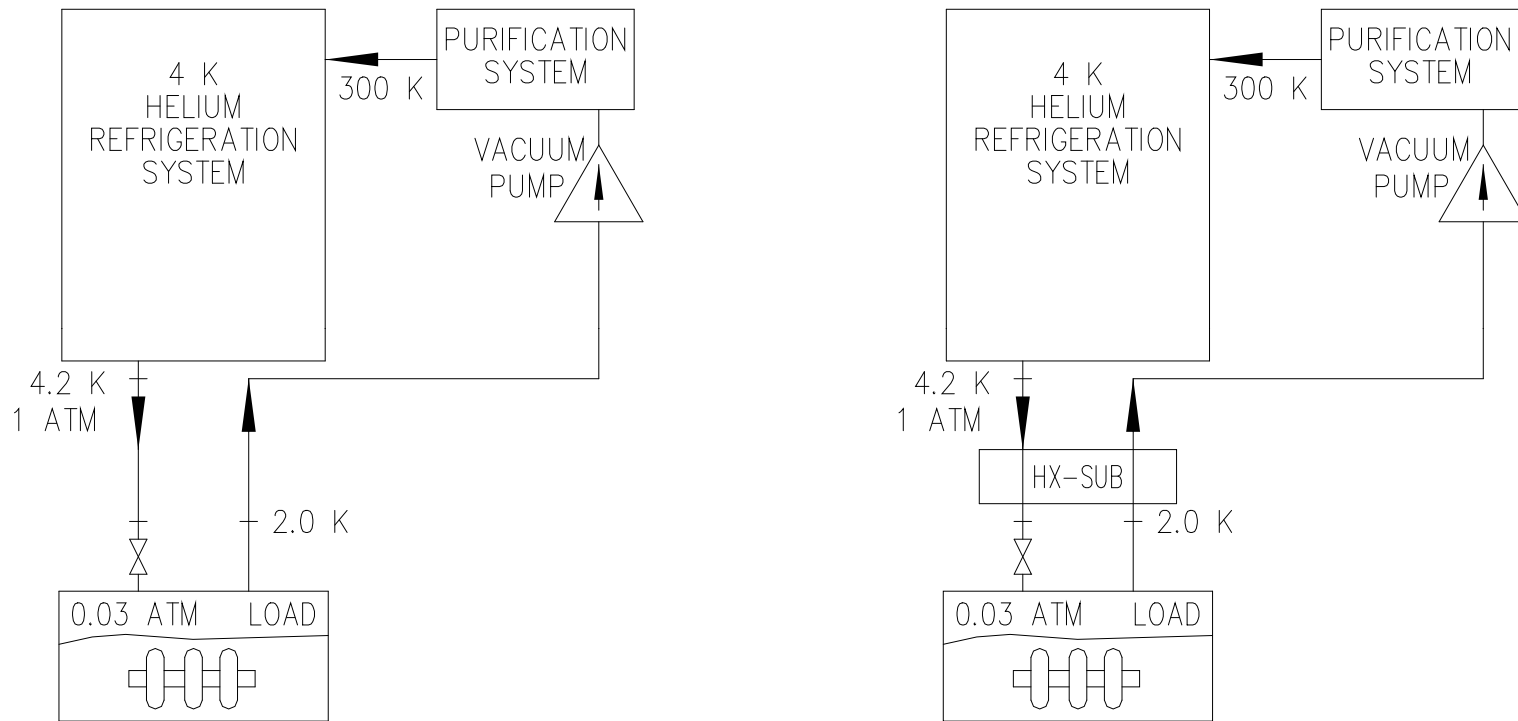 4 K
HELIUM
REFRIGERATION
SYSTEM
PURIFICATION
SYSTEM
300 K
VACUUM
PUMP
4.2 K
1 ATM
2.0 K
0.03 ATM LOAD
4 K
HELIUM
REFRIGERATION
SYSTEM
PURIFICATION
SYSTEM
300 K
VACUUM
PUMP
4.2 K
1 ATM
HX-SUB
2.0 K
0.03 ATM LOAD